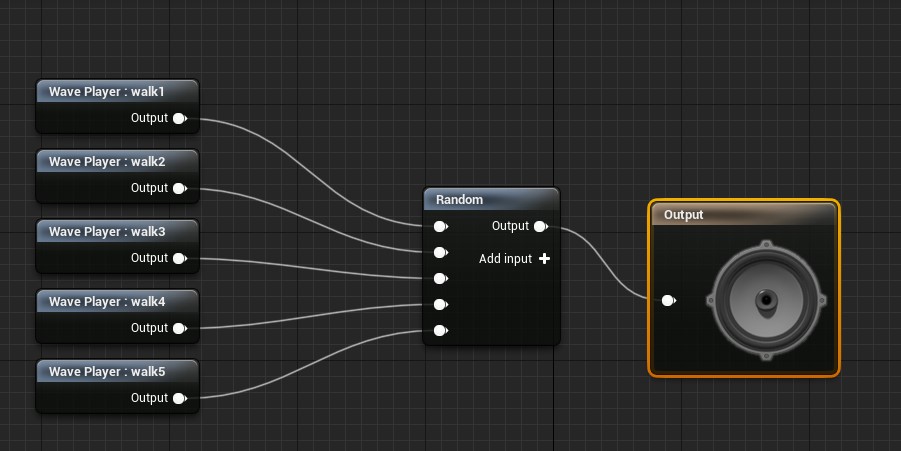 Wave Player : walk1
Output
Wave Player : walk2
Output
Wave Player : walk3
Output
Wave Player : walk4
Output
Wave Player : walk5
Output
Random
Output
Add input
Output